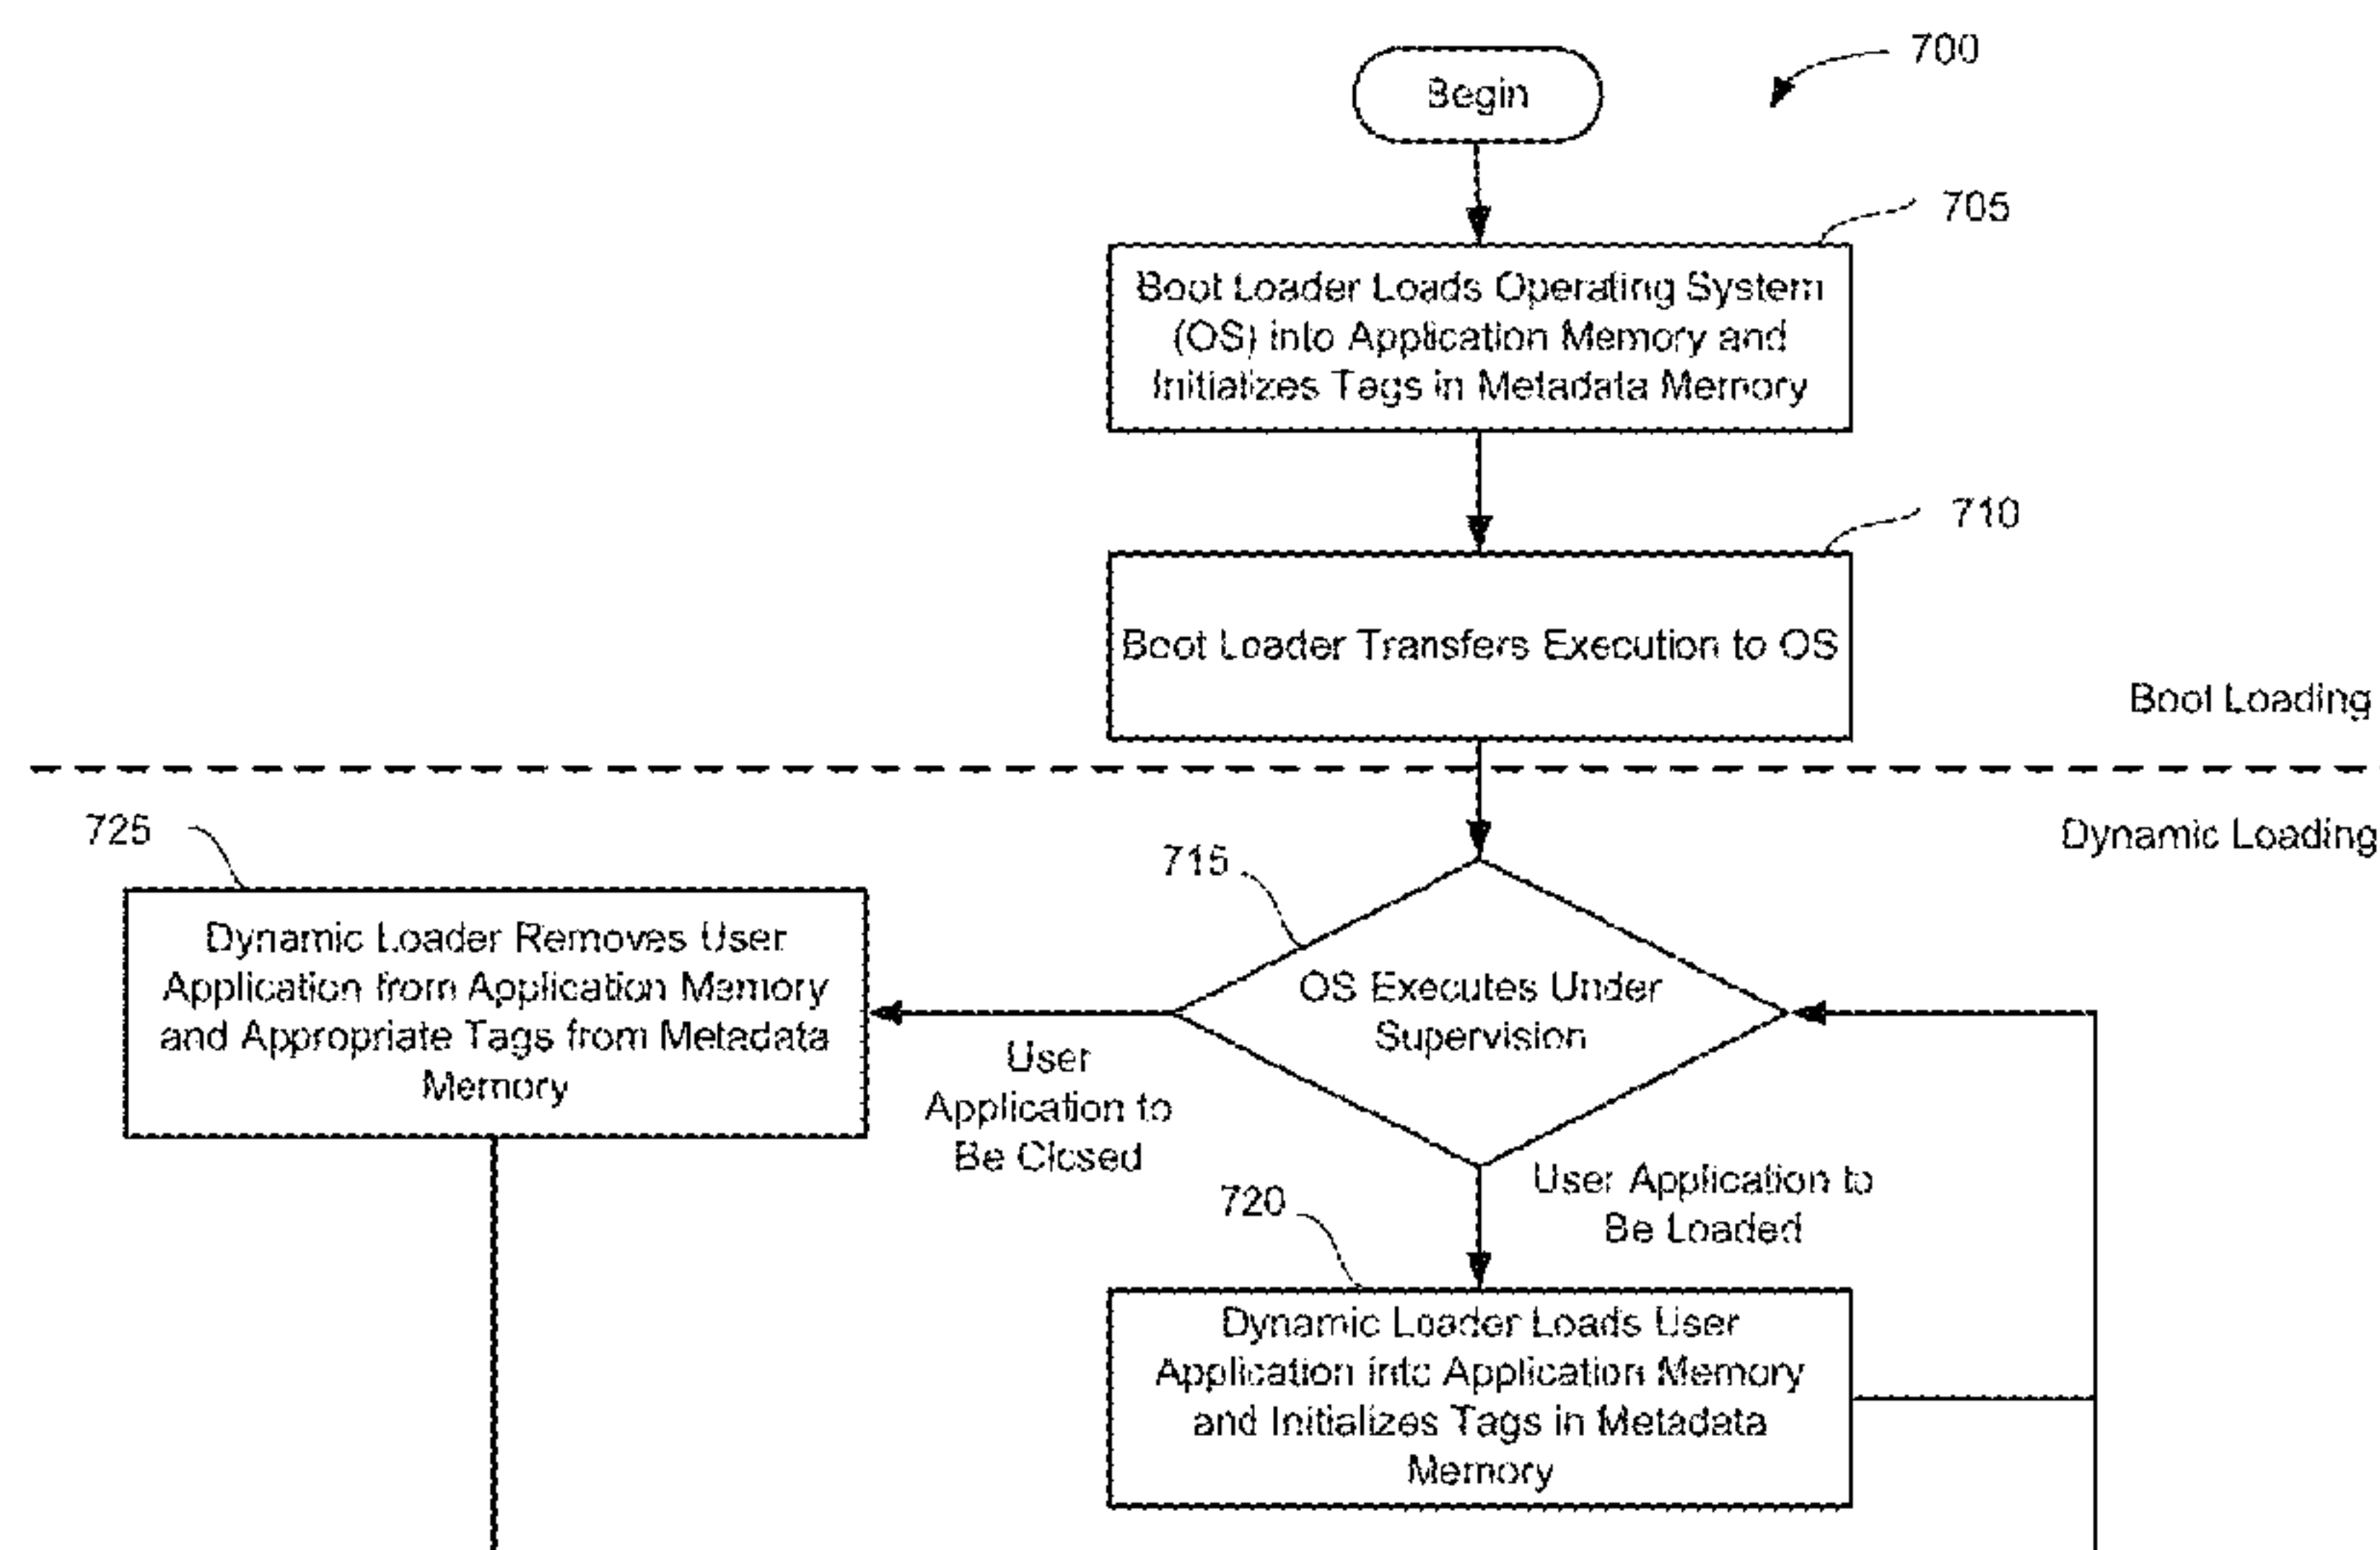 700
Begin
705
Boot Loader Loads Operating System
(OS) into Application Memory and
Initializes Tags in Metadata Memory
710
Boot Loader Transfers Execution to OS
Boot Loading
Dynamic Loading
725
Dynamic Loader Removes User
Application from Application Memory
and Appropriate Tags from Metadata
Memory
715
OS Executes Under
Supervision
User
Application to
Be Closed
User Application to
Be Loaded
720
Dynamic Loader Loads User
Application into Application Memory
and Initializes Tags in Metadata
Memory